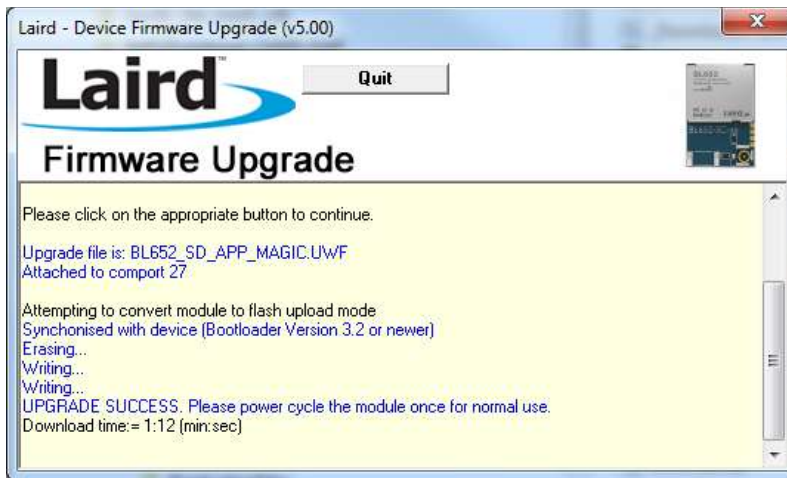 Laird - Device Firmware Upgrade (v5.00)
Laird™
Quit
Firmware Upgrade
BL652
Please click on the appropriate button to continue.
Upgrade file is: BL652_SD_APP_MAGIC.UWF
Attached to comport 27
Attempting to convert module to flash upload mode
Synchonised with device (Bootloader Version 3.2 or newer)
Erasing...
Writing...
Writing...
UPGRADE SUCCESS. Please power cycle the module once for normal use.
Download time:= 1:12 (min:sec)